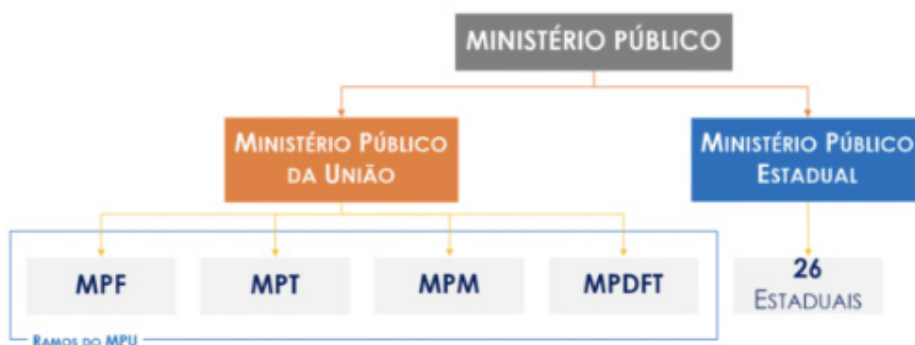 MINISTÉRIO PÚBLICO
MINISTÉRIO PÚBLICO
DA UNIÃO
MINISTÉRIO PÚBLICO
ESTADUAL
MPF
MPT
MPM
MPDFT
26
ESTADUAIS
RAMOS DO MPU